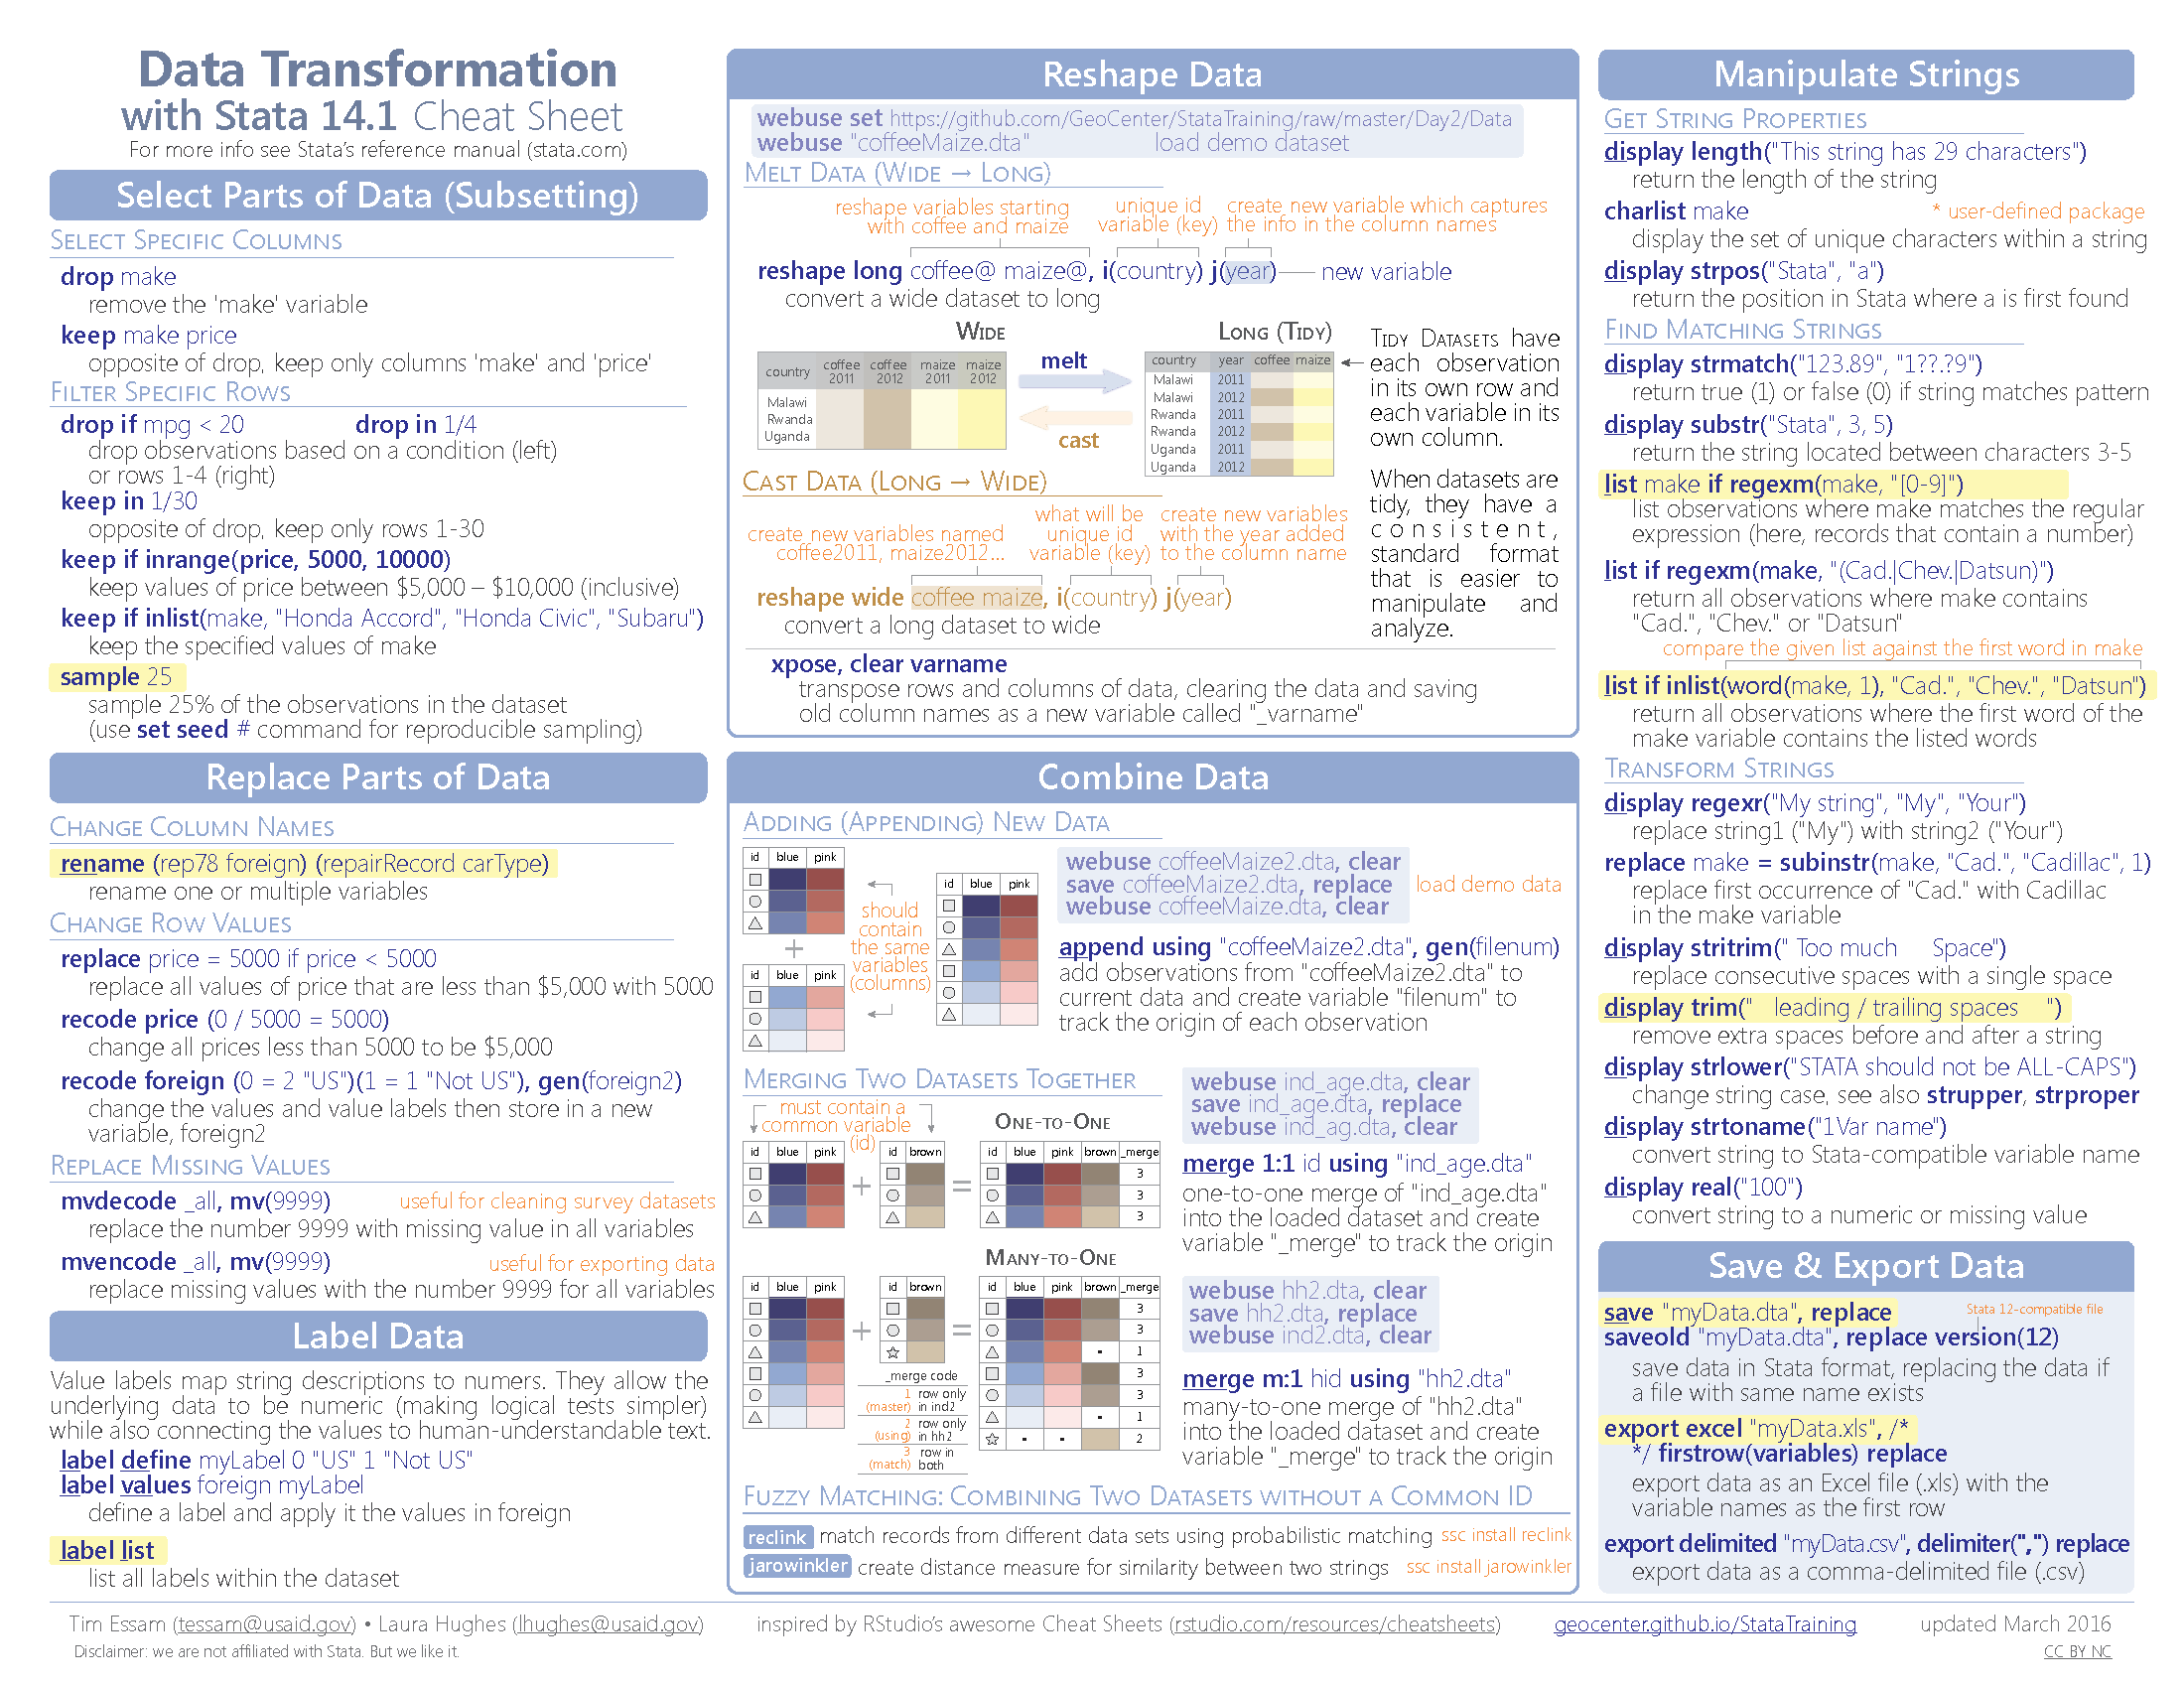 Data Transformation
with Stata 14.1 Cheat Sheet
For more info see Stata's reference manual (stata.com)
Select Parts of Data (Subsetting)
SELECT SPECIFIC COLUMNS
drop make
remove the 'make' variable
keep make price
opposite of drop, keep only columns 'make' and 'price'
FILTER SPECIFIC ROWS
drop if mpg < 20 drop in 1/4
drop observations based on a condition (left)
or rows 1-4 (right)
keep in 1/30
opposite of drop, keep only rows 1-30
keep if inrange(price, 5000, 10000)
keep values of price between $5,000 – $10,000 (inclusive)
keep if inlist(make, "Honda Accord", "Honda Civic", "Subaru")
keep the specified values of make
sample 25
sample 25% of the observations in the dataset
(use set seed # command for reproducible sampling)
Replace Parts of Data
CHANGE COLUMN NAMES
rename (rep78 foreign) (repairRecord carType)
rename one or multiple variables
CHANGE ROW VALUES
replace price = 5000 if price < 5000
replace all values of price that are less than $5,000 with 5000
recode price (0 / 5000 = 5000)
change all prices less than 5000 to be $5,000
recode foreign (0 = 2 "US")(1 = 1 "Not US"), gen(foreign2)
change the values and value labels then store in a new
variable, foreign2
REPLACE MISSING VALUES
mvdecode _all, mv(9999) useful for cleaning survey datasets
replace the number 9999 with missing value in all variables
mvencode _all, mv(9999) useful for exporting data
replace missing values with the number 9999 for all variables
Label Data
Value labels map string descriptions to numers. They allow the
underlying data to be numeric (making logical tests simpler)
while also connecting the values to human-understandable text.
label define myLabel 0 "US" 1 "Not US"
label values foreign myLabel
define a label and apply it the values in foreign
label list
list all labels within the dataset
Reshape Data
webuse set https://github.com/GeoCenter/StataTraining/raw/master/Day2/Data
webuse "coffeeMaize.dta" load demo dataset
MELT DATA (WIDE → LONG)
reshape variables starting unique id create new variable which captures
with coffee and maize variable (key) the info in the column names
reshape long coffee@ maize@, i(country) j(year) new variable
convert a wide dataset to long
WIDE
country coffee 2011 coffee 2012 maize 2011 maize 2012
Malawi
Rwanda
Uganda
melt
cast
LONG (TIDY)
country year coffee maize
Malawi 2011
Malawi 2012
Rwanda 2011
Rwanda 2012
Uganda 2011
Uganda 2012
TIDY DATASETS have
each observation
in its own row and
each variable in its
own column.
When datasets are
tidy, they have a
consistent,
standard format
that is easier to
manipulate and
analyze.
CAST DATA (LONG → WIDE)
what will be create new variables
create new variables named unique id with the year added
coffee2011, maize2012... variable (key) to the column name
reshape wide coffee maize, i(country) j(year)
convert a long dataset to wide
xpose, clear varname
transpose rows and columns of data, clearing the data and saving
old column names as a new variable called "_varname"
Combine Data
ADDING (APPENDING) NEW DATA
id blue pink
+
id blue pink
should
contain
the same
variables
(columns)
id blue pink
webuse coffeeMaize2.dta, clear
save coffeeMaize2.dta, replace load demo data
webuse coffeeMaize.dta, clear
append using "coffeeMaize2.dta", gen(filenum)
add observations from "coffeeMaize2.dta" to
current data and create variable "filenum" to
track the origin of each observation
MERGING TWO DATASETS TOGETHER
must contain a
common variable
(id)
ONE-TO-ONE
id blue pink + id brown = id blue pink brown _merge
3
3
3
webuse ind_age.dta, clear
save ind_age.dta, replace
webuse ind_ag.dta, clear
merge 1:1 id using "ind_age.dta"
one-to-one merge of "ind_age.dta"
into the loaded dataset and create
variable "_merge" to track the origin
MANY-TO-ONE
id blue pink + id brown = id blue pink brown _merge
3
3
. 1
3
3
. 1
. . 2
_merge code
1 row only
(master) in ind2
2 row only
(using) in hh2
3 row in
(match) both
webuse hh2.dta, clear
save hh2.dta, replace
webuse ind2.dta, clear
merge m:1 hid using "hh2.dta"
many-to-one merge of "hh2.dta"
into the loaded dataset and create
variable "_merge" to track the origin
FUZZY MATCHING: COMBINING TWO DATASETS WITHOUT A COMMON ID
reclink match records from different data sets using probabilistic matching ssc install reclink
jarowinkler create distance measure for similarity between two strings ssc install jarowinkler
Manipulate Strings
GET STRING PROPERTIES
display length("This string has 29 characters")
return the length of the string
charlist make * user-defined package
display the set of unique characters within a string
display strpos("Stata", "a")
return the position in Stata where a is first found
FIND MATCHING STRINGS
display strmatch("123.89", "1??.?9")
return true (1) or false (0) if string matches pattern
display substr("Stata", 3, 5)
return the string located between characters 3-5
list make if regexm(make, "[0-9]")
list observations where make matches the regular
expression (here, records that contain a number)
list if regexm(make, "(Cad.|Chev.|Datsun)")
return all observations where make contains
"Cad.", "Chev." or "Datsun"
compare the given list against the first word in make
list if inlist(word(make, 1), "Cad.", "Chev.", "Datsun")
return all observations where the first word of the
make variable contains the listed words
TRANSFORM STRINGS
display regexr("My string", "My", "Your")
replace string1 ("My") with string2 ("Your")
replace make = subinstr(make, "Cad.", "Cadillac", 1)
replace first occurrence of "Cad." with Cadillac
in the make variable
display stritrim(" Too much Space")
replace consecutive spaces with a single space
display trim(" leading / trailing spaces ")
remove extra spaces before and after a string
display strlower("STATA should not be ALL-CAPS")
change string case, see also strupper, strproper
display strtoname("1Var name")
convert string to Stata-compatible variable name
display real("100")
convert string to a numeric or missing value
Save & Export Data
save "myData.dta", replace Stata 12-compatible file
saveold "myData.dta", replace version(12)
save data in Stata format, replacing the data if
a file with same name exists
export excel "myData.xls", /*
*/ firstrow(variables) replace
export data as an Excel file (.xls) with the
variable names as the first row
export delimited "myData.csv", delimiter(",") replace
export data as a comma-delimited file (.csv)
Tim Essam (tessam@usaid.gov) • Laura Hughes (lhughes@usaid.gov) inspired by RStudio's awesome Cheat Sheets (rstudio.com/resources/cheatsheets) geocenter.github.io/StataTraining updated March 2016
Disclaimer: we are not affiliated with Stata. But we like it. CC BY NC